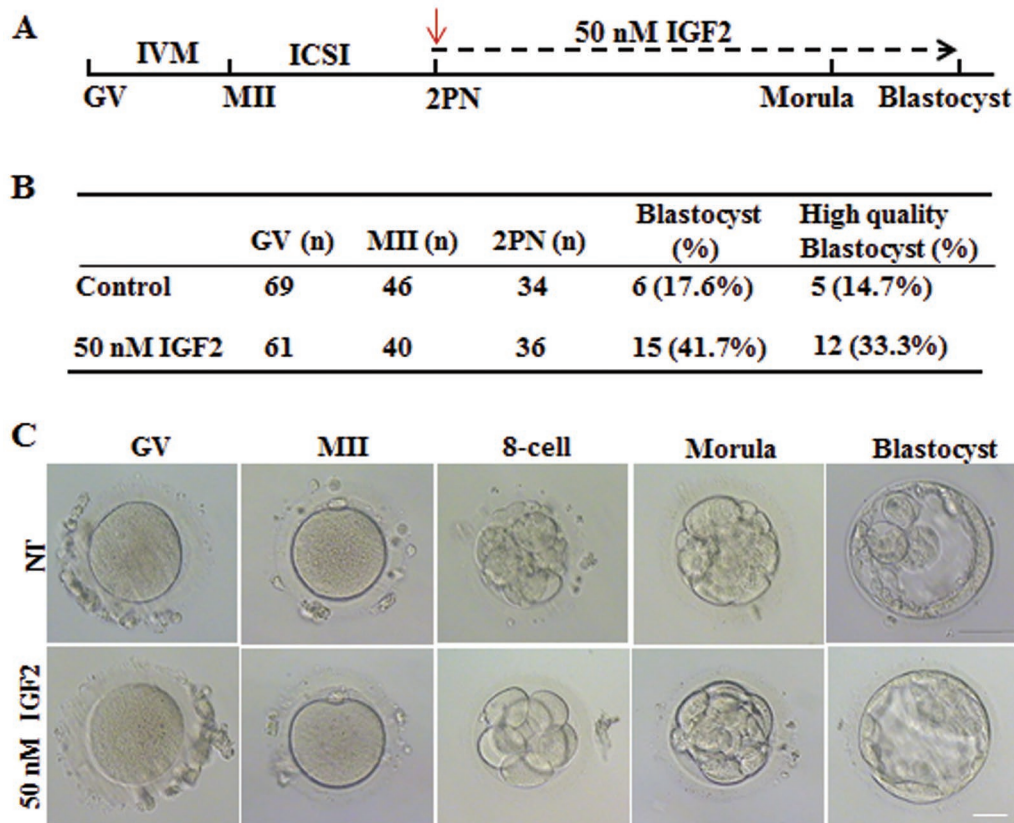 A
50 nM IGF2
IVM ICSI
GV MII 2PN Morula Blastocyst
B
GV (n) MII (n) 2PN (n) Blastocyst (%) High quality Blastocyst (%)
Control 69 46 34 6 (17.6%) 5 (14.7%)
50 nM IGF2 61 40 36 15 (41.7%) 12 (33.3%)
C
GV MII 8-cell Morula Blastocyst
NT
50 nM IGF2